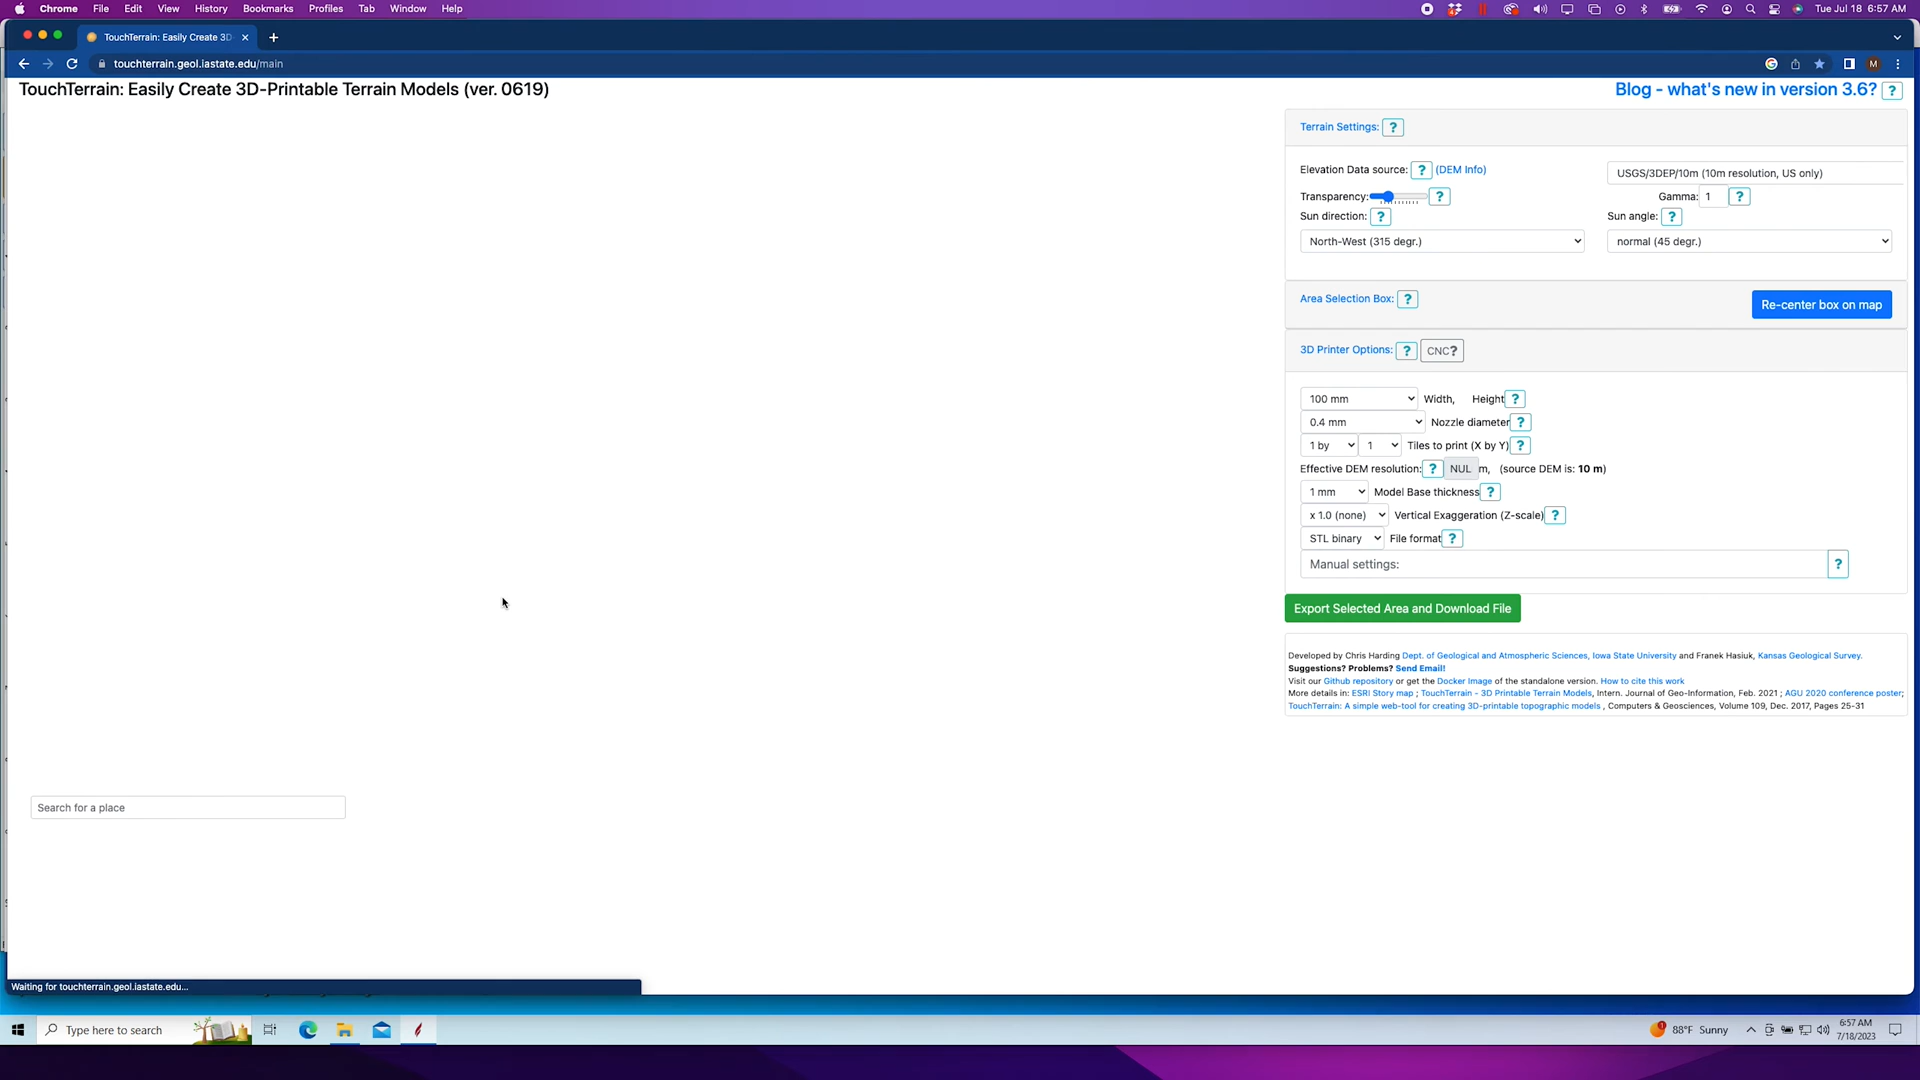 Chrome File Edit View History Bookmarks Profiles Tab Window Help Tue Jul 18 6:57 AM
TouchTerrain: Easily Create 3D
touchterrain.geol.iastate.edu/main
TouchTerrain: Easily Create 3D-Printable Terrain Models (ver. 0619)
Blog - what's new in version 3.6? ?
Terrain Settings: ?
Elevation Data source: ? (DEM Info) USGS/3DEP/10m (10m resolution, US only)
Transparency: ? Gamma: 1 ?
Sun direction: ? Sun angle: ?
North-West (315 degr.) normal (45 degr.)
Area Selection Box: ? Re-center box on map
3D Printer Options: ? CNC?
100 mm Width, Height ?
0.4 mm Nozzle diameter ?
1 by 1 Tiles to print (X by Y) ?
Effective DEM resolution: ? NUL m, (source DEM is: 10 m)
1 mm Model Base thickness ?
x 1.0 (none) Vertical Exaggeration (Z-scale) ?
STL binary File format ?
Manual settings: ?
Export Selected Area and Download File
Developed by Chris Harding Dept. of Geological and Atmospheric Sciences, Iowa State University and Franek Hasiuk, Kansas Geological Survey.
Suggestions? Problems? Send Email!
Visit our Github repository or get the Docker Image of the standalone version. How to cite this work
More details in: ESRI Story map ; TouchTerrain - 3D Printable Terrain Models, Intern. Journal of Geo-Information, Feb. 2021 ; AGU 2020 conference poster;
TouchTerrain: A simple web-tool for creating 3D-printable topographic models , Computers & Geosciences, Volume 109, Dec. 2017, Pages 25-31
Search for a place
Waiting for touchterrain.geol.iastate.edu...
Type here to search
88°F Sunny
6:57 AM
7/18/2023